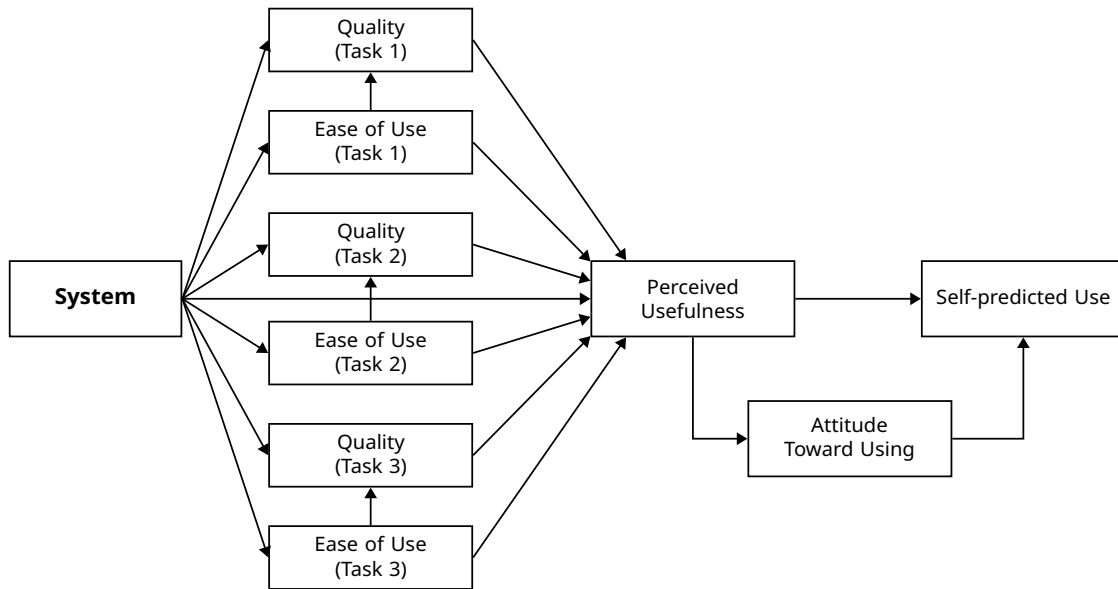 Quality
(Task 1)
Ease of Use
(Task 1)
Quality
(Task 2)
System
Ease of Use
(Task 2)
Quality
(Task 3)
Ease of Use
(Task 3)
Perceived
Usefulness
Self-predicted Use
Attitude
Toward Using